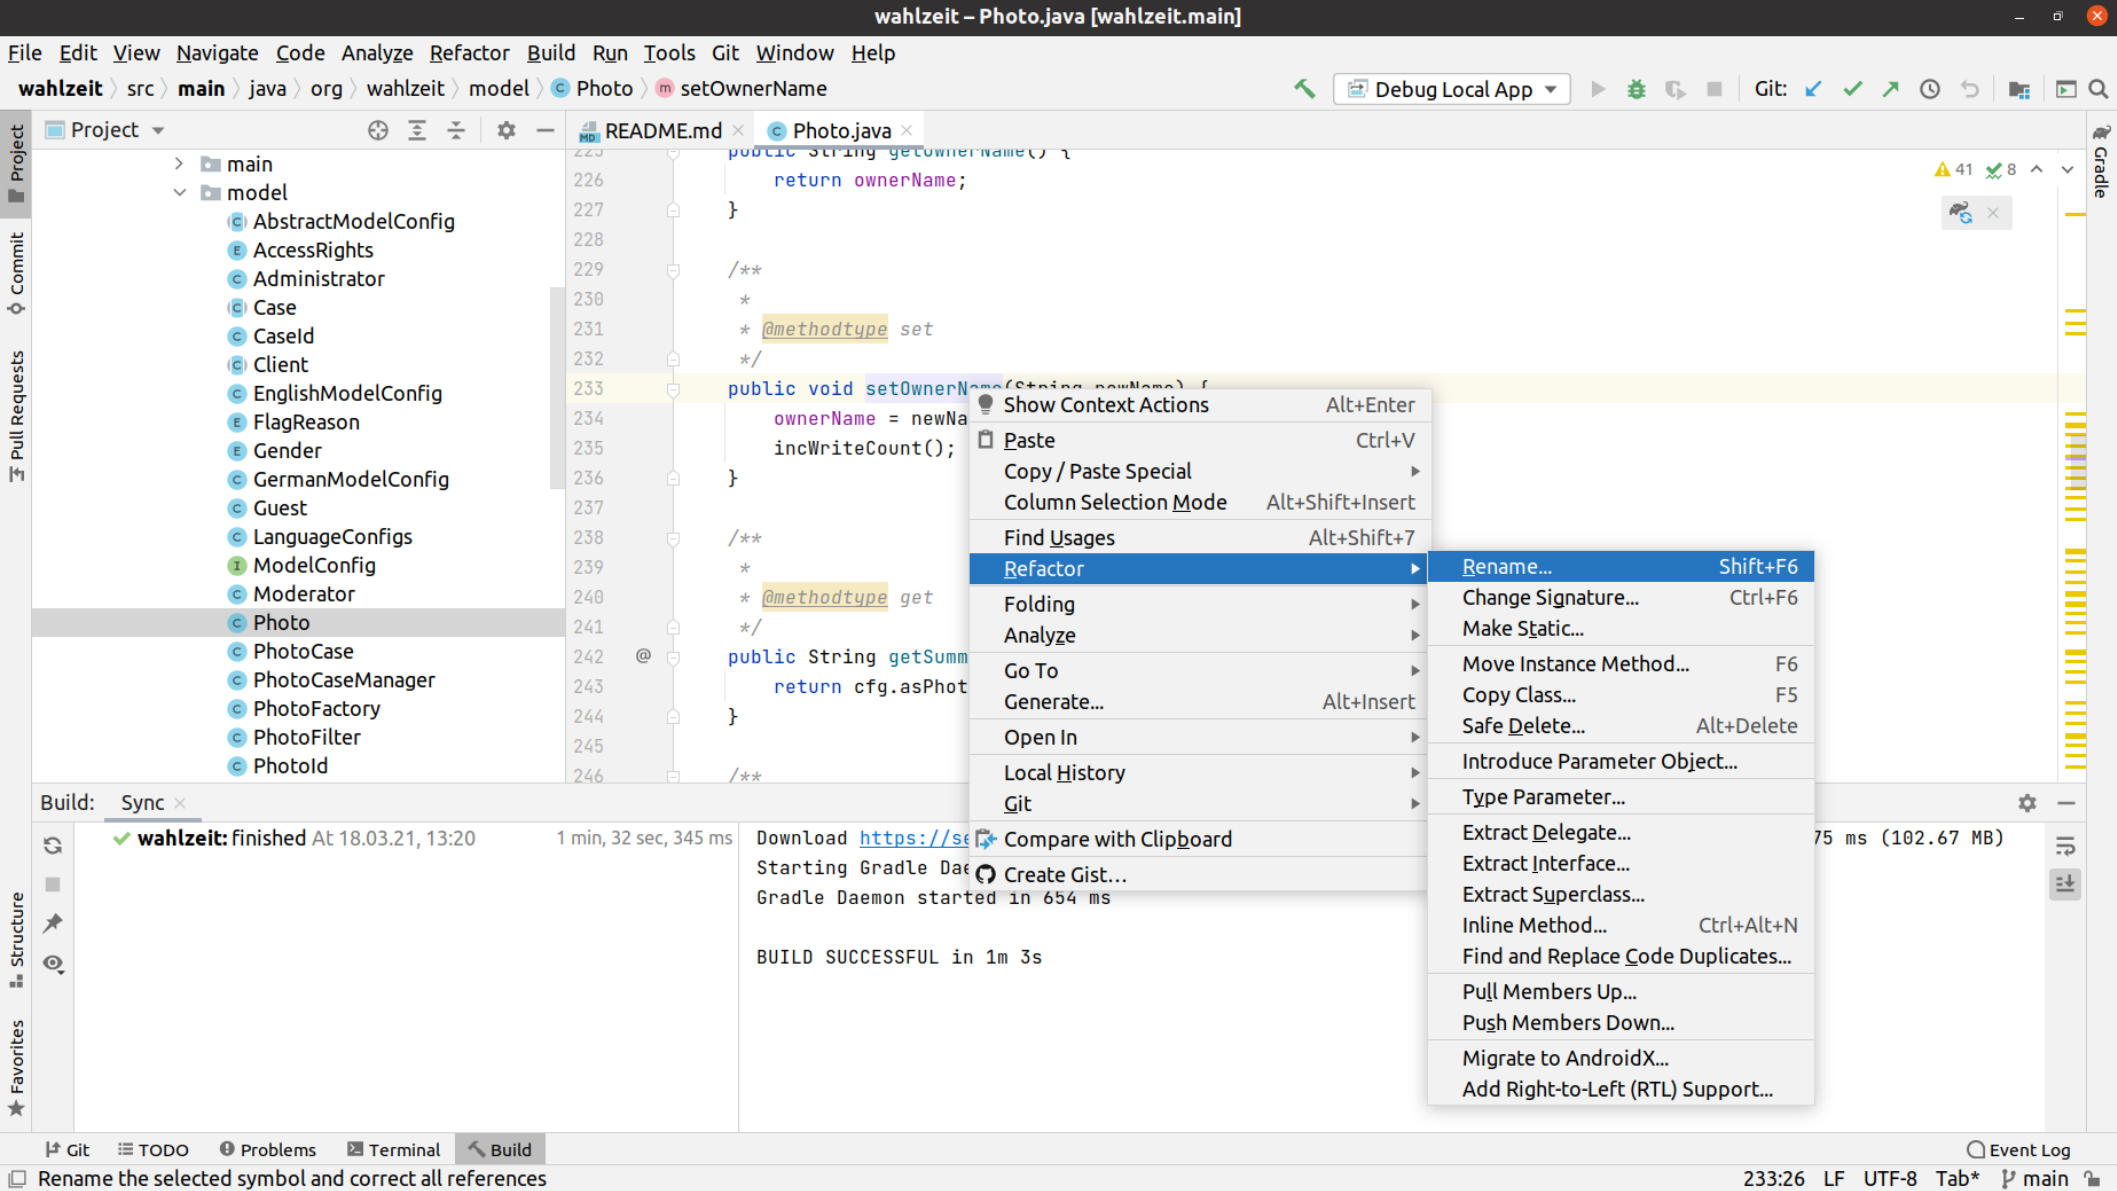 wahlzeit – Photo.java [wahlzeit.main]
File Edit View Navigate Code Analyze Refactor Build Run Tools Git Window Help
wahlzeit src main java org wahlzeit model Photo setOwnerName Debug Local App Git:
Project README.md Photo.java
main
model
AbstractModelConfig
AccessRights
Administrator
Case
CaseId
Client
EnglishModelConfig
FlagReason
Gender
GermanModelConfig
Guest
LanguageConfigs
ModelConfig
Moderator
Photo
PhotoCase
PhotoCaseManager
PhotoFactory
PhotoFilter
PhotoId
Project
Commit
Pull Requests
Structure
Favorites
Gradle
41 8
225 public String getOwnerName() {
226 return ownerName;
227 }
228
229 /**
230 *
231 * @methodtype set
232 */
233 public void setOwnerName(String newName) {
234 ownerName = newNa
235 incWriteCount();
236 }
237
238 /**
239 *
240 * @methodtype get
241 */
242 @ public String getSumm
243 return cfg.asPhot
244 }
245
246 /**
Show Context Actions Alt+Enter
Paste Ctrl+V
Copy / Paste Special
Column Selection Mode Alt+Shift+Insert
Find Usages Alt+Shift+7
Refactor
Folding
Analyze
Go To
Generate... Alt+Insert
Open In
Local History
Git
Compare with Clipboard
Create Gist…
Rename... Shift+F6
Change Signature... Ctrl+F6
Make Static...
Move Instance Method... F6
Copy Class... F5
Safe Delete... Alt+Delete
Introduce Parameter Object...
Type Parameter...
Extract Delegate...
Extract Interface...
Extract Superclass...
Inline Method... Ctrl+Alt+N
Find and Replace Code Duplicates...
Pull Members Up...
Push Members Down...
Migrate to AndroidX...
Add Right-to-Left (RTL) Support...
Build: Sync
wahlzeit: finished At 18.03.21, 13:20 1 min, 32 sec, 345 ms
Download https://se 75 ms (102.67 MB)
Starting Gradle Dae
Gradle Daemon started in 654 ms
BUILD SUCCESSFUL in 1m 3s
Git TODO Problems Terminal Build Event Log
Rename the selected symbol and correct all references 233:26 LF UTF-8 Tab* main